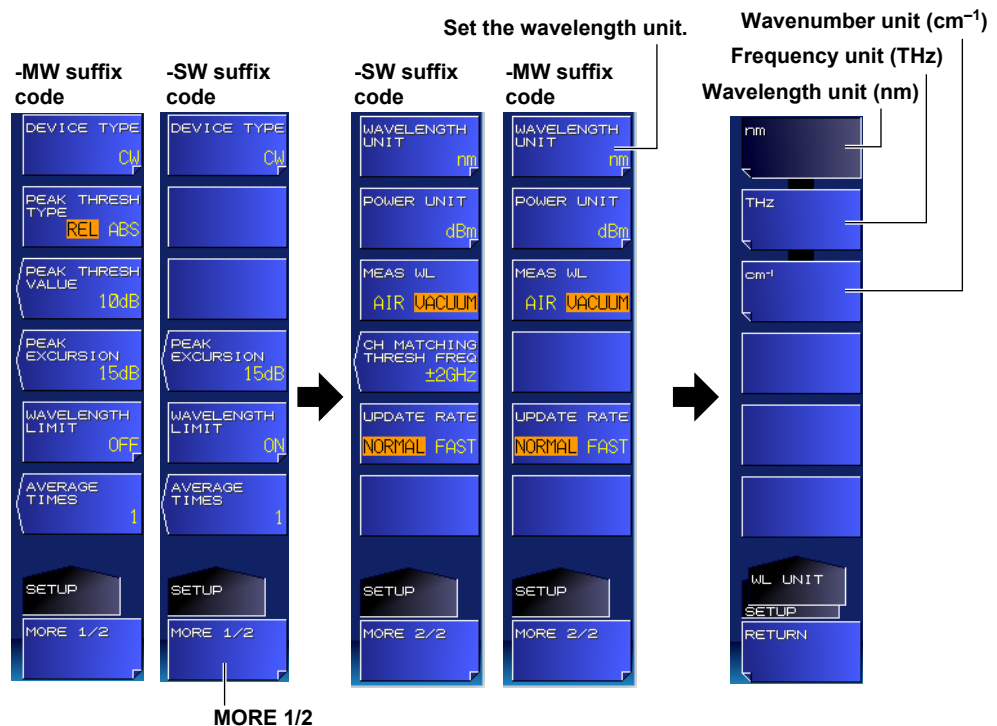 Set the wavelength unit.
Wavenumber unit (cm–1)
Frequency unit (THz)
Wavelength unit (nm)
-MW suffix
code
DEVICE TYPE
CW
PEAK THRESH
TYPE
REL ABS
PEAK THRESH
VALUE
10dB
PEAK
EXCURSION
15dB
WAVELENGTH
LIMIT
OFF
AVERAGE
TIMES
1
SETUP
MORE 1/2
-SW suffix
code
DEVICE TYPE
CW
PEAK
EXCURSION
15dB
WAVELENGTH
LIMIT
ON
AVERAGE
TIMES
1
SETUP
MORE 1/2
MORE 1/2
-SW suffix
code
WAVELENGTH
UNIT
nm
POWER UNIT
dBm
MEAS WL
AIR VACUUM
CH MATCHING
THRESH FREQ
±2GHz
UPDATE RATE
NORMAL FAST
SETUP
MORE 2/2
-MW suffix
code
WAVELENGTH
UNIT
nm
POWER UNIT
dBm
MEAS WL
AIR VACUUM
UPDATE RATE
NORMAL FAST
SETUP
MORE 2/2
nm
THz
cm-1
WL UNIT
SETUP
RETURN